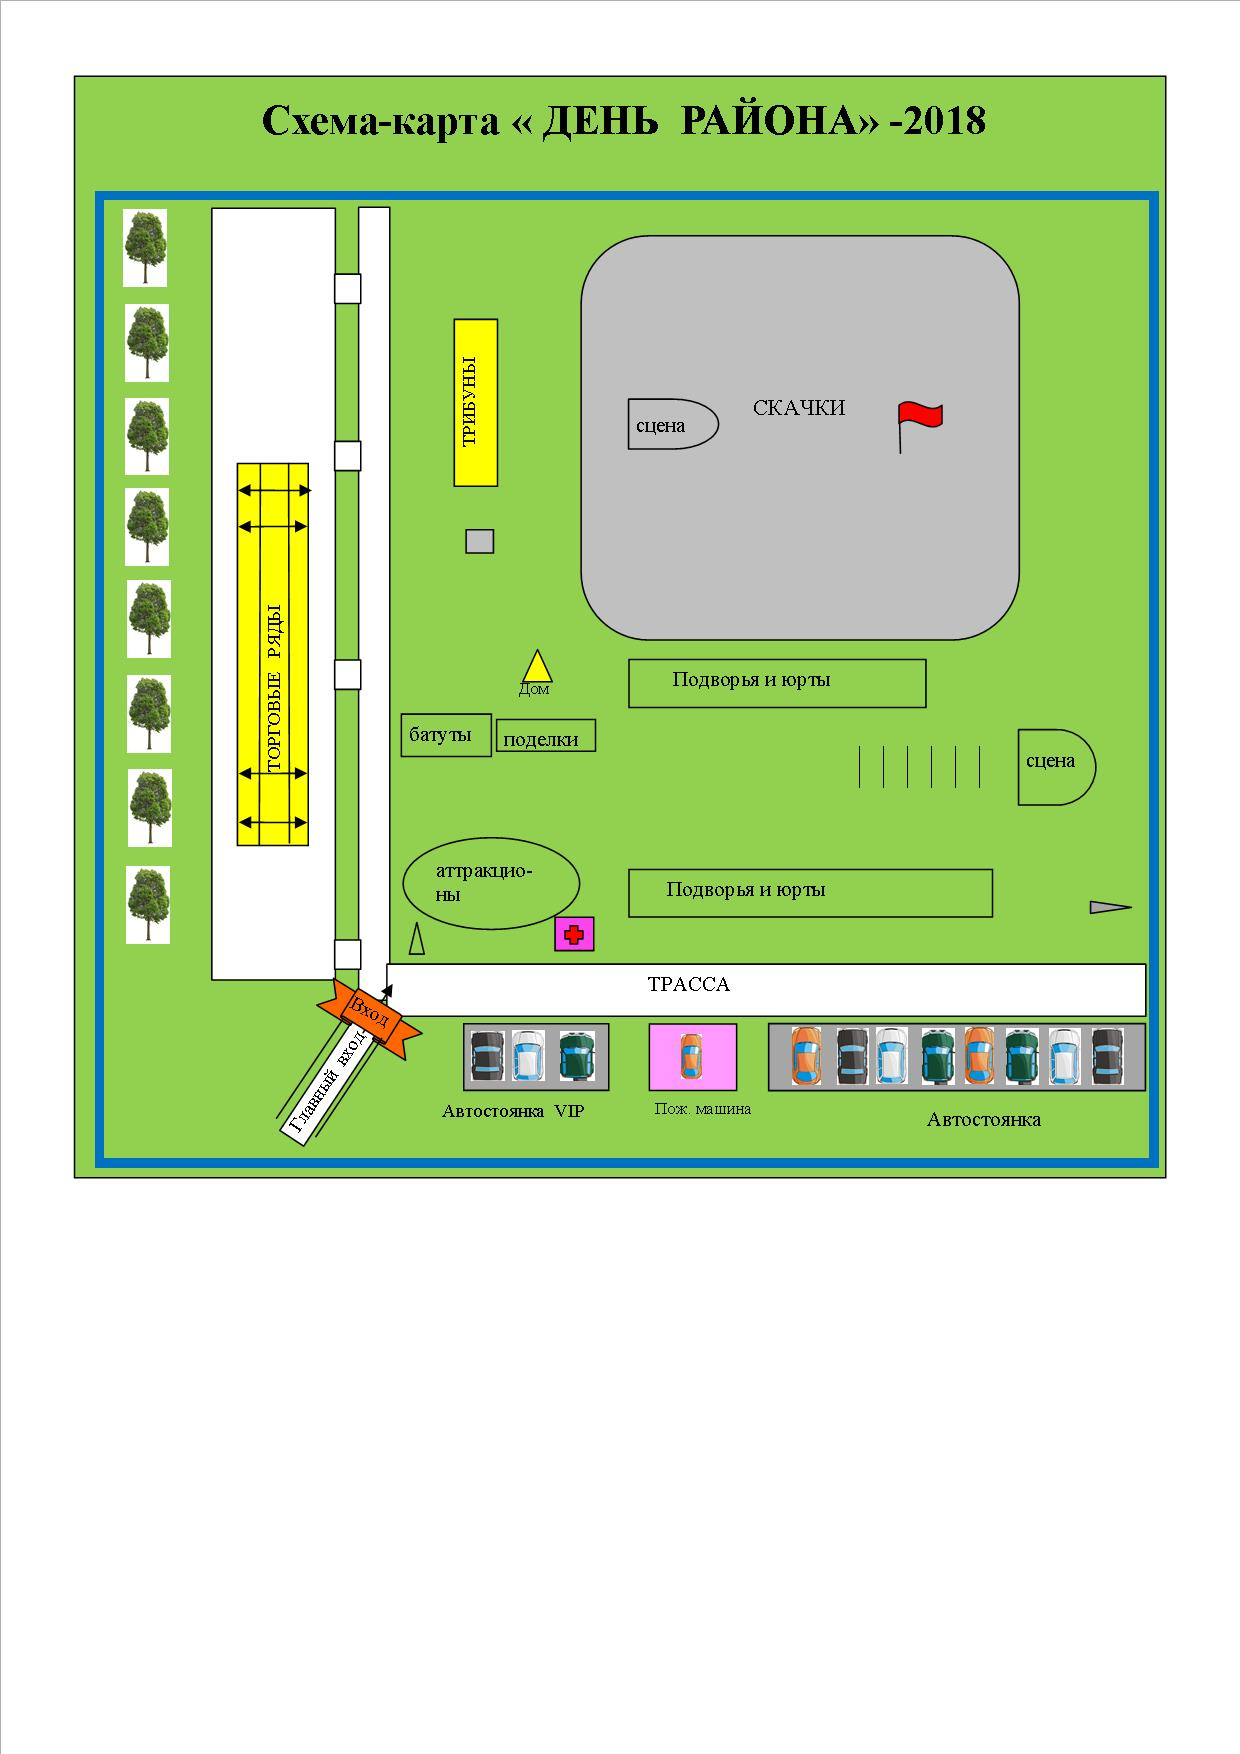 Схема-карта « ДЕНЬ РАЙОНА» -2018
ТРИБУНЫ
сцена
СКАЧКИ
ТОРГОВЫЕ РЯДЫ
Дом
Подворья и юрты
батуты
поделки
сцена
аттракцио-
ны
Подворья и юрты
ТРАССА
Вход
Главный вход
Автостоянка VIP
Пож. машина
Автостоянка